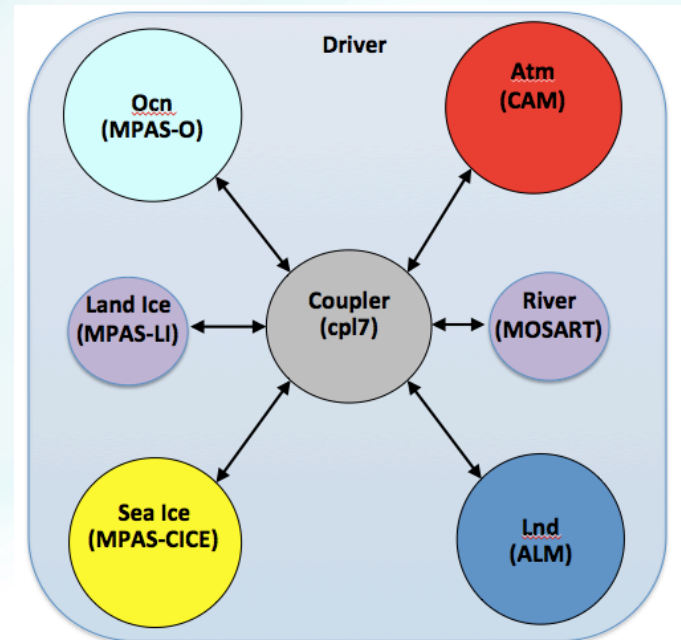 Driver
Ocn
(MPAS-O)
Atm
(CAM)
Land Ice
(MPAS-LI)
Coupler
(cpl7)
River
(MOSART)
Sea Ice
(MPAS-CICE)
Lnd
(ALM)